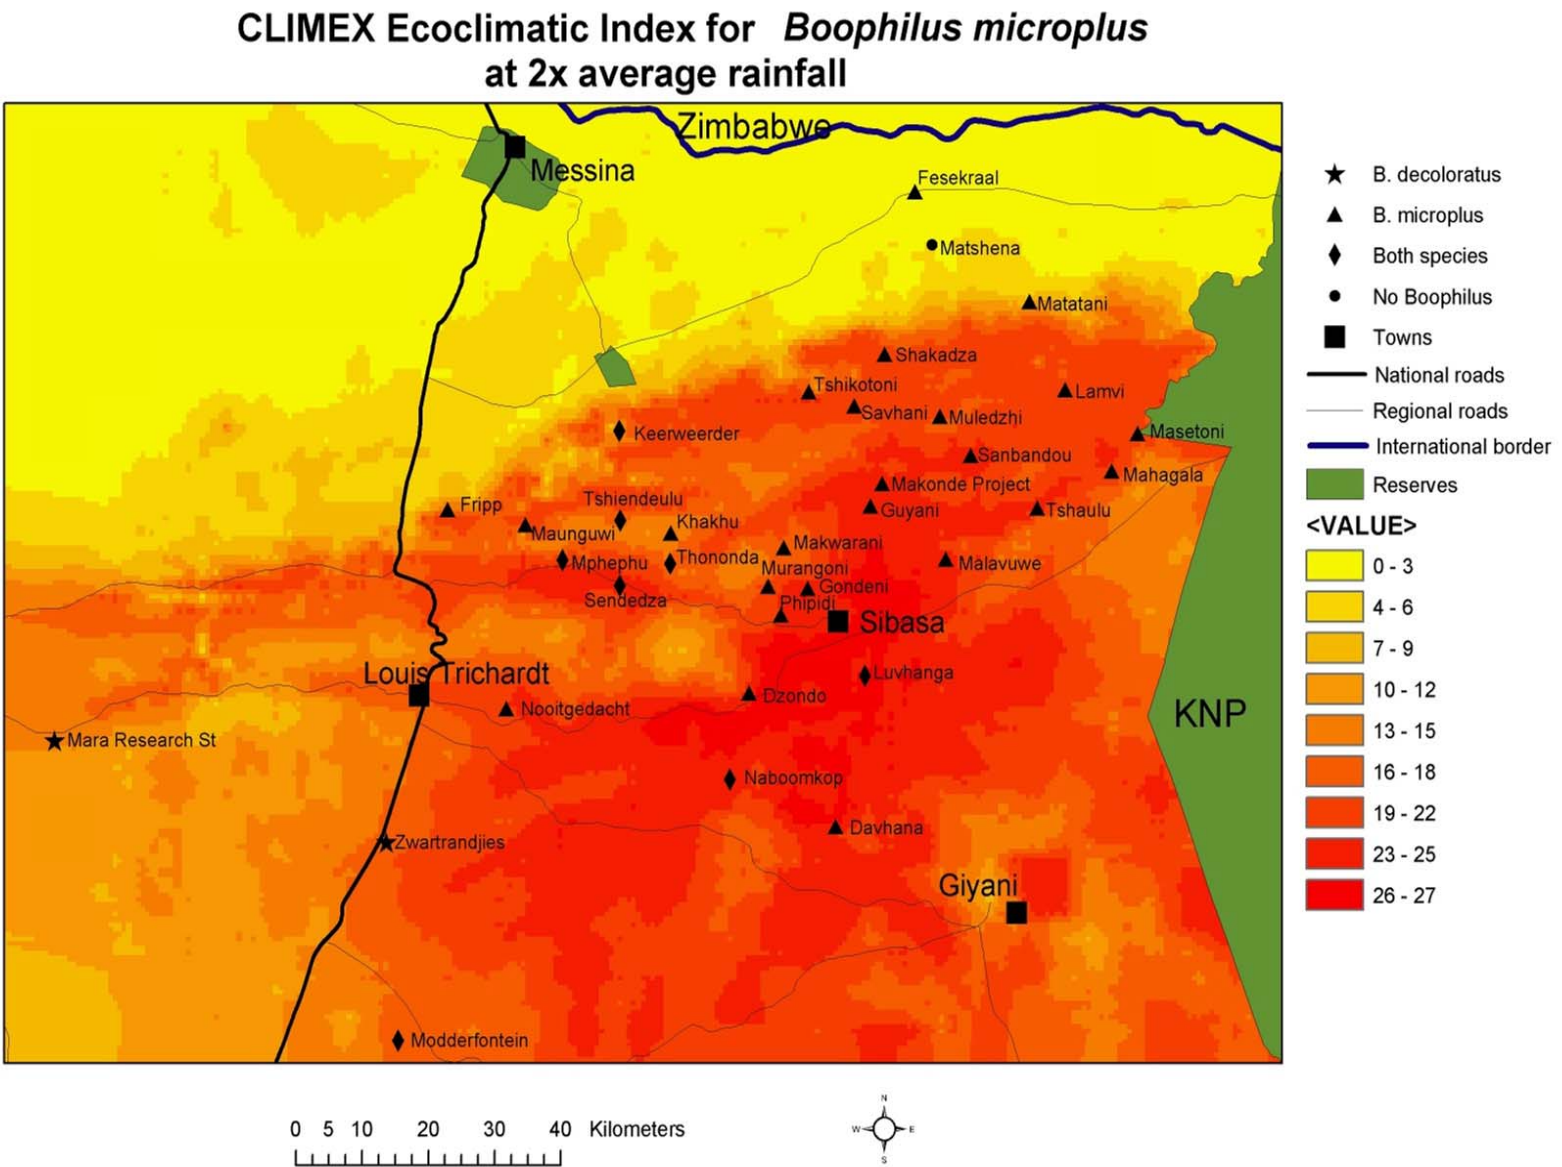 CLIMEX Ecoclimatic Index for Boophilus microplus
at 2x average rainfall
Zimbabwe
Messina
Fesekraal
Matshena
Matatani
Shakadza
Tshikotoni
Lamvi
Savhani
Muledzhi
Keerweerder
Masetoni
Sanbandou
Mahagala
Makonde Project
Tshiendeulu
Fripp
Guyani
Tshaulu
Khakhu
Maunguwi
Makwarani
Mphephu
Thononda
Murangoni
Malavuwe
Gondeni
Sendedza
Phipidi
Sibasa
Louis Trichardt
Luvhanga
Dzondo
Nooitgedacht
KNP
Mara Research St
Naboomkop
Davhana
Zwartrandjies
Giyani
Modderfontein
B. decoloratus
B. microplus
Both species
No Boophilus
Towns
National roads
Regional roads
International border
Reserves
<VALUE>
0 - 3
4 - 6
7 - 9
10 - 12
13 - 15
16 - 18
19 - 22
23 - 25
26 - 27
0 5 10 20 30 40 Kilometers
N
W E
S